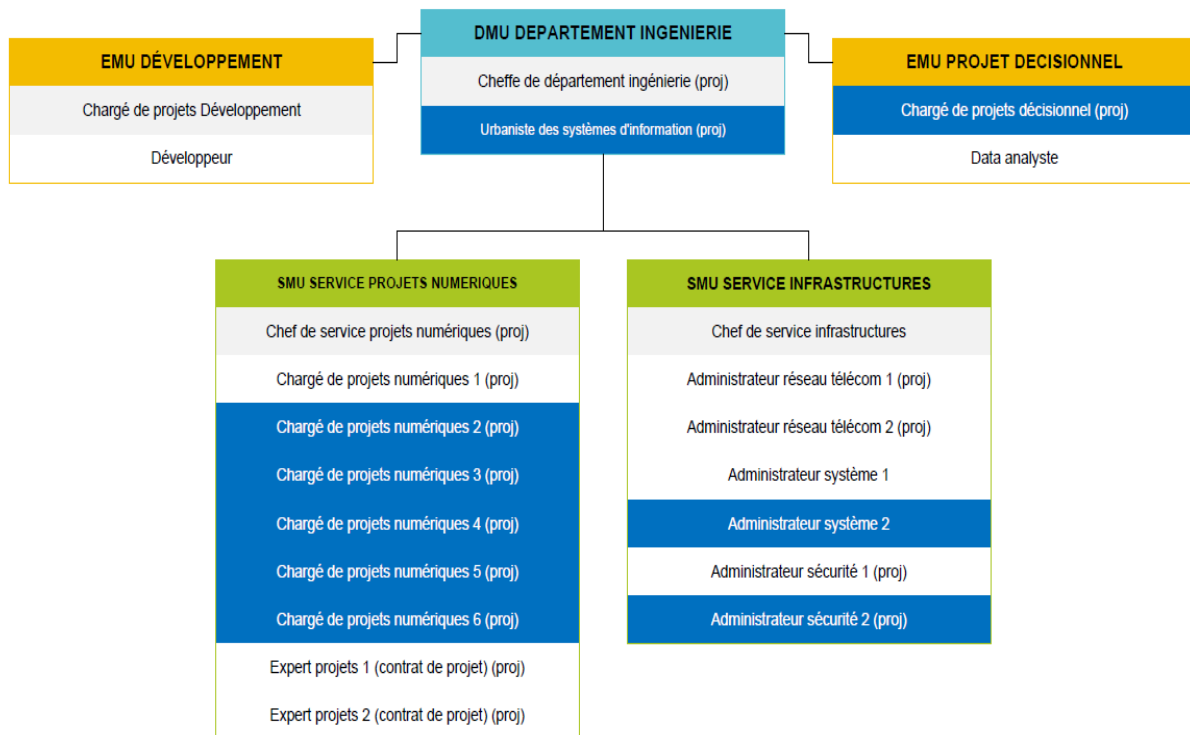 DMU DEPARTEMENT INGENIERIE
Cheffe de département ingénierie (proj)
Urbaniste des systèmes d'information (proj)
EMU DÉVELOPPEMENT
Chargé de projets Développement
Développeur
EMU PROJET DECISIONNEL
Chargé de projets décisionnel (proj)
Data analyste
SMU SERVICE PROJETS NUMERIQUES
Chef de service projets numériques (proj)
Chargé de projets numériques 1 (proj)
Chargé de projets numériques 2 (proj)
Chargé de projets numériques 3 (proj)
Chargé de projets numériques 4 (proj)
Chargé de projets numériques 5 (proj)
Chargé de projets numériques 6 (proj)
Expert projets 1 (contrat de projet) (proj)
Expert projets 2 (contrat de projet) (proj)
SMU SERVICE INFRASTRUCTURES
Chef de service infrastructures
Administrateur réseau télécom 1 (proj)
Administrateur réseau télécom 2 (proj)
Administrateur système 1
Administrateur système 2
Administrateur sécurité 1 (proj)
Administrateur sécurité 2 (proj)